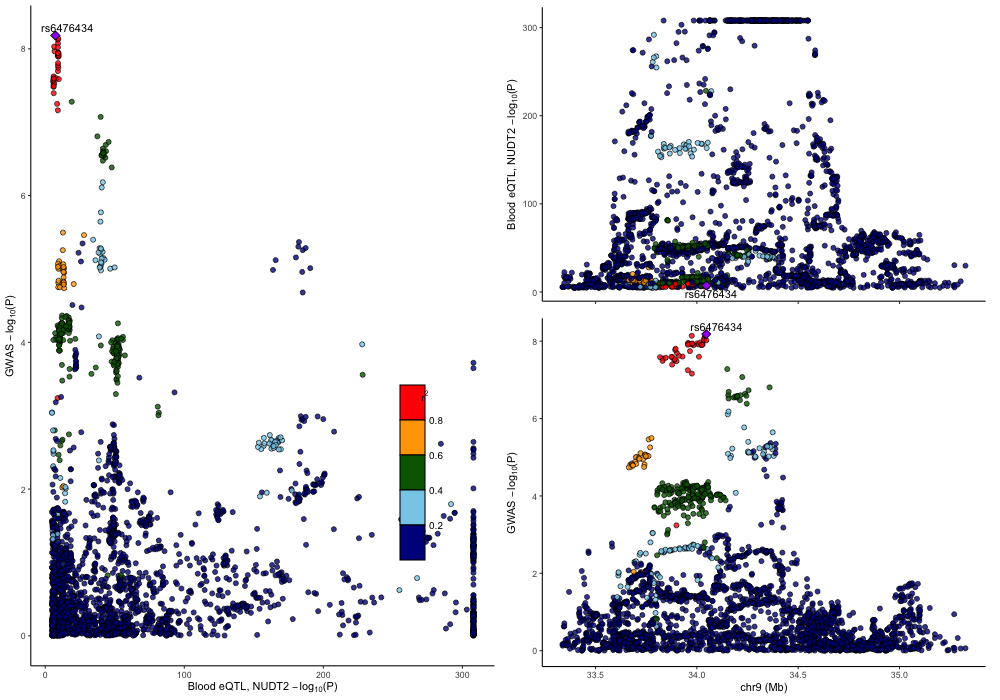 rs6476434
8
6
4
2
0
GWAS −log10(P)
0
100
200
300
Blood eQTL, NUDT2 −log10(P)
r2
0.8
0.6
0.4
0.2
300
200
100
0
Blood eQTL, NUDT2 −log10(P)
rs6476434
rs6476434
8
6
4
2
0
GWAS −log10(P)
33.5
34.0
34.5
35.0
chr9 (Mb)